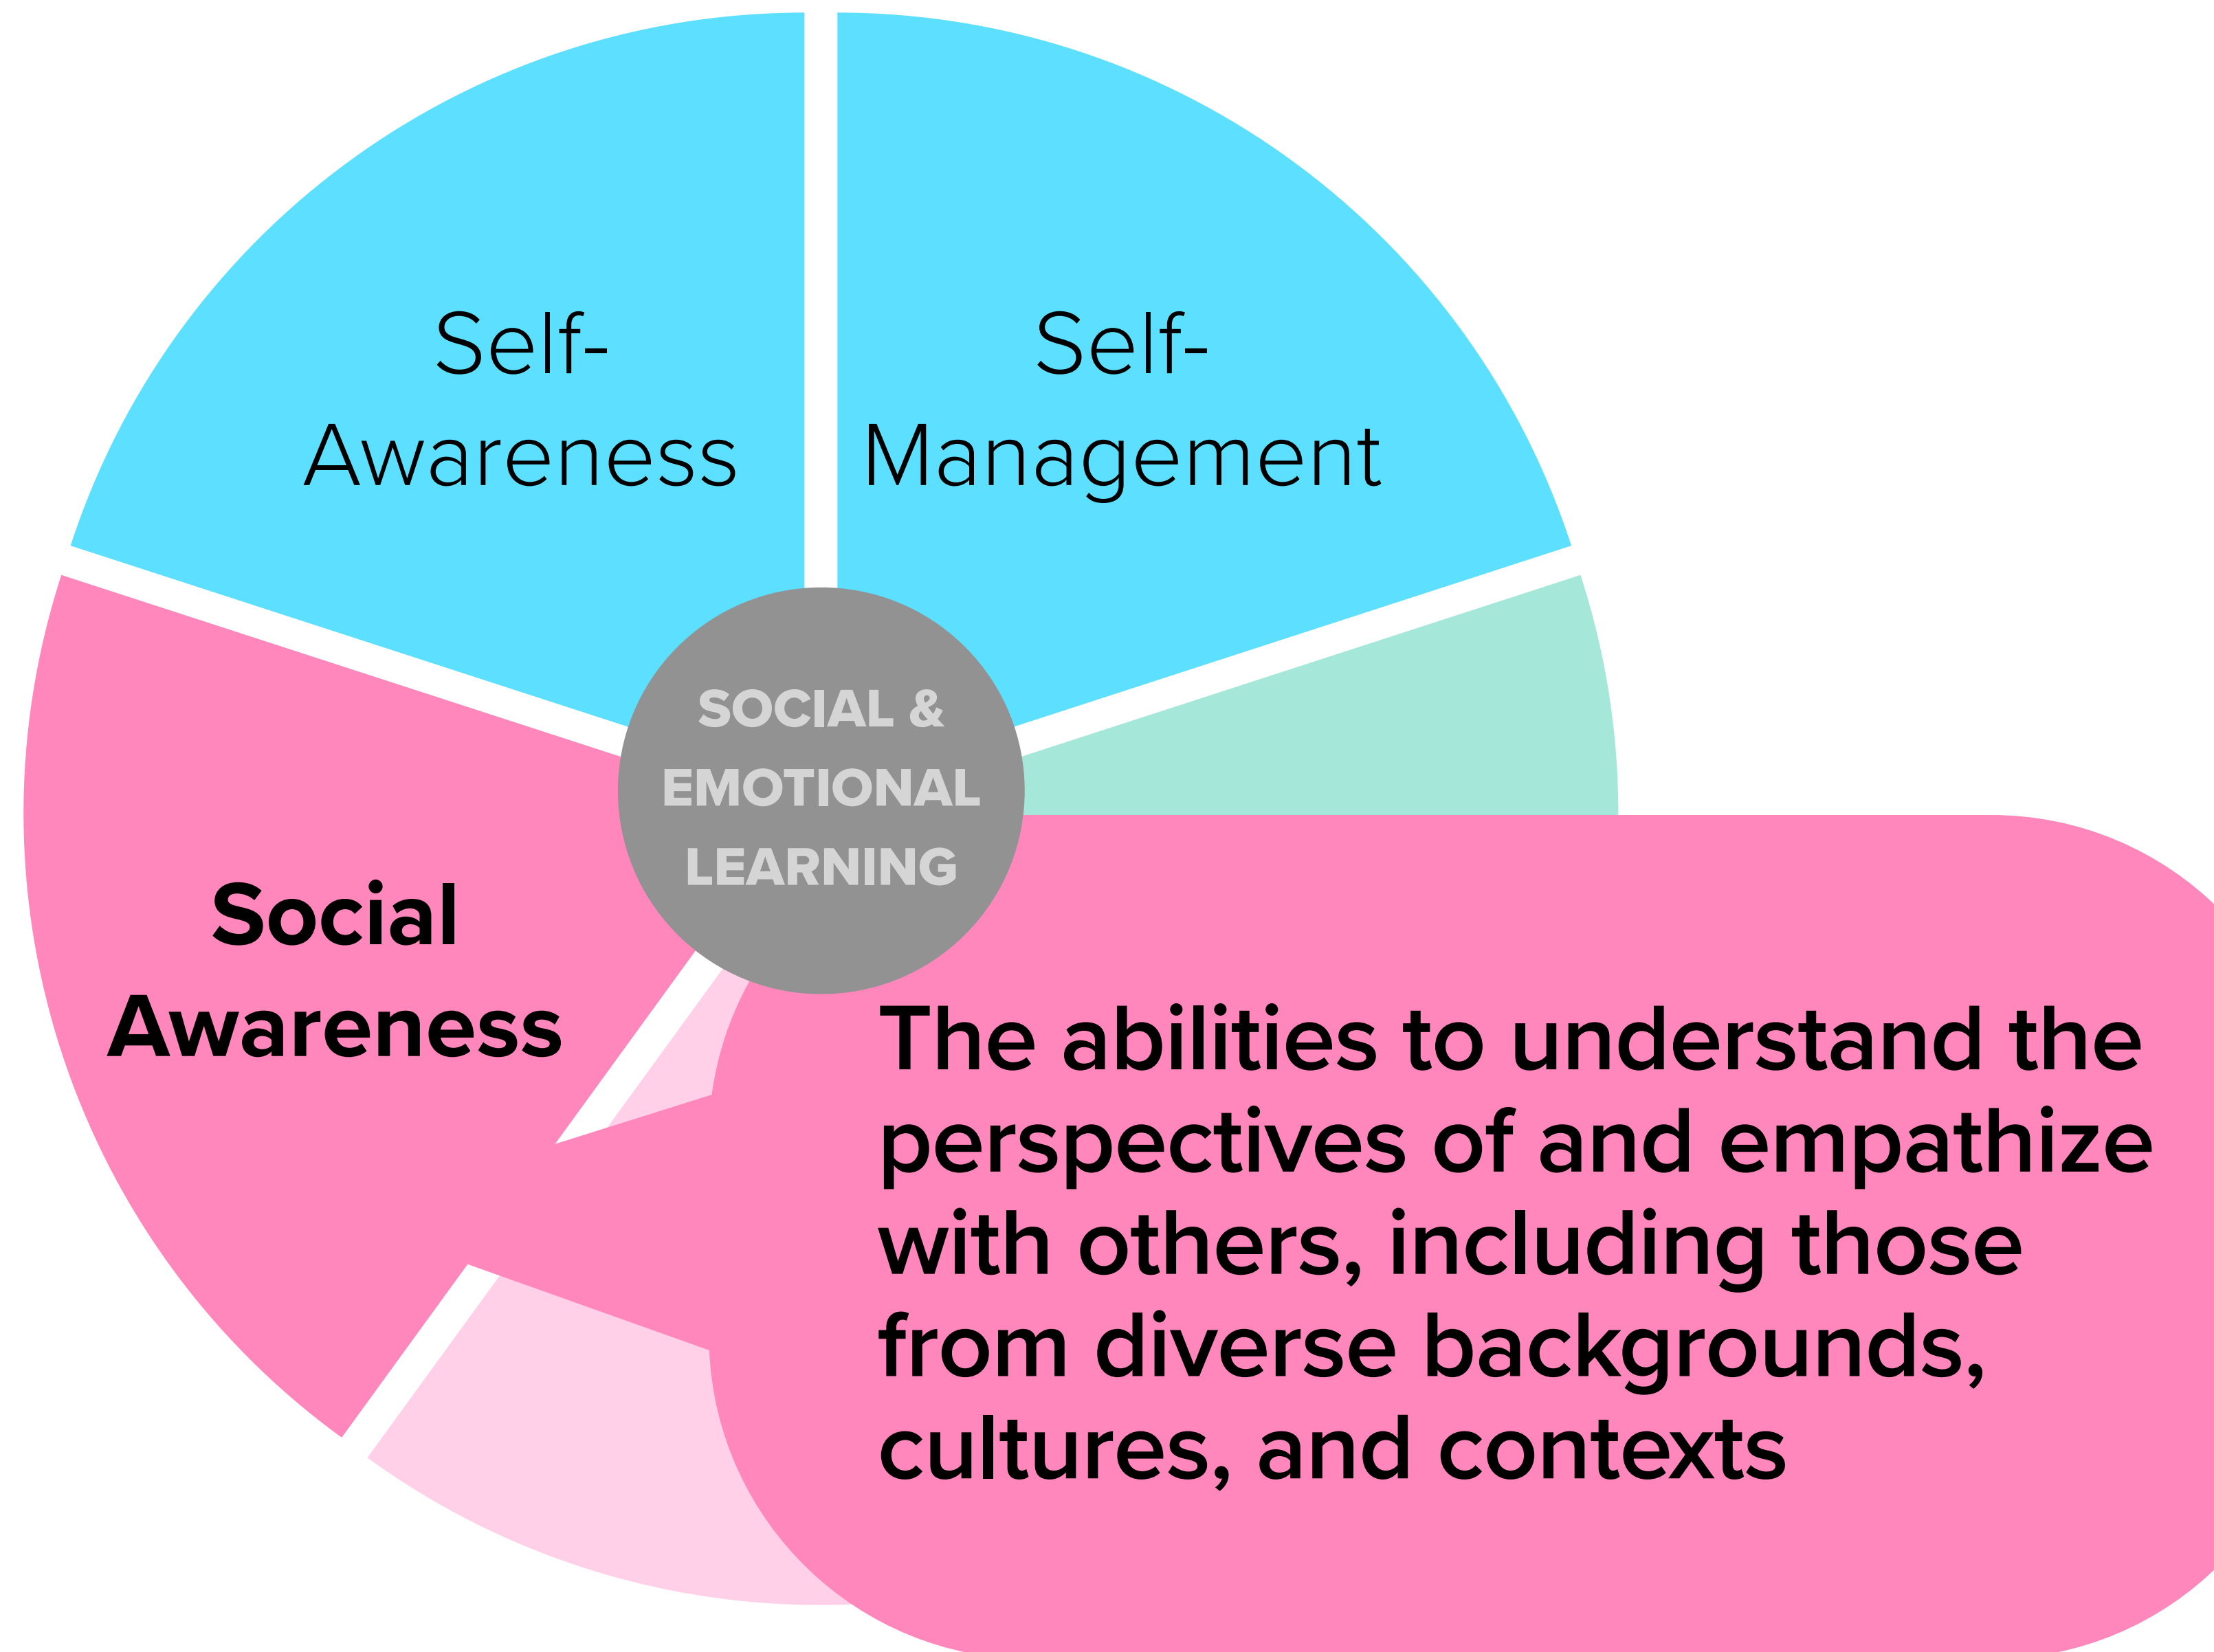 Self-
Awareness
Self-
Management
SOCIAL &
EMOTIONAL
LEARNING
Social
Awareness
The abilities to understand the
perspectives of and empathize
with others, including those
from diverse backgrounds,
cultures, and contexts